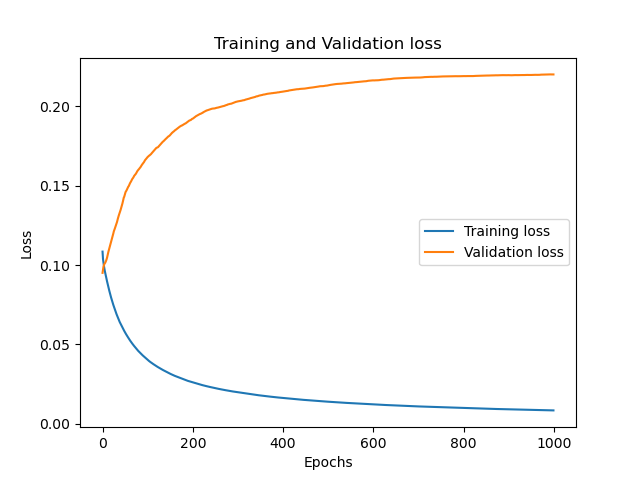 Training and Validation loss
Loss
0.20
0.15
0.10
0.05
0.00
Training loss
Validation loss
0 200 400 600 800 1000
Epochs